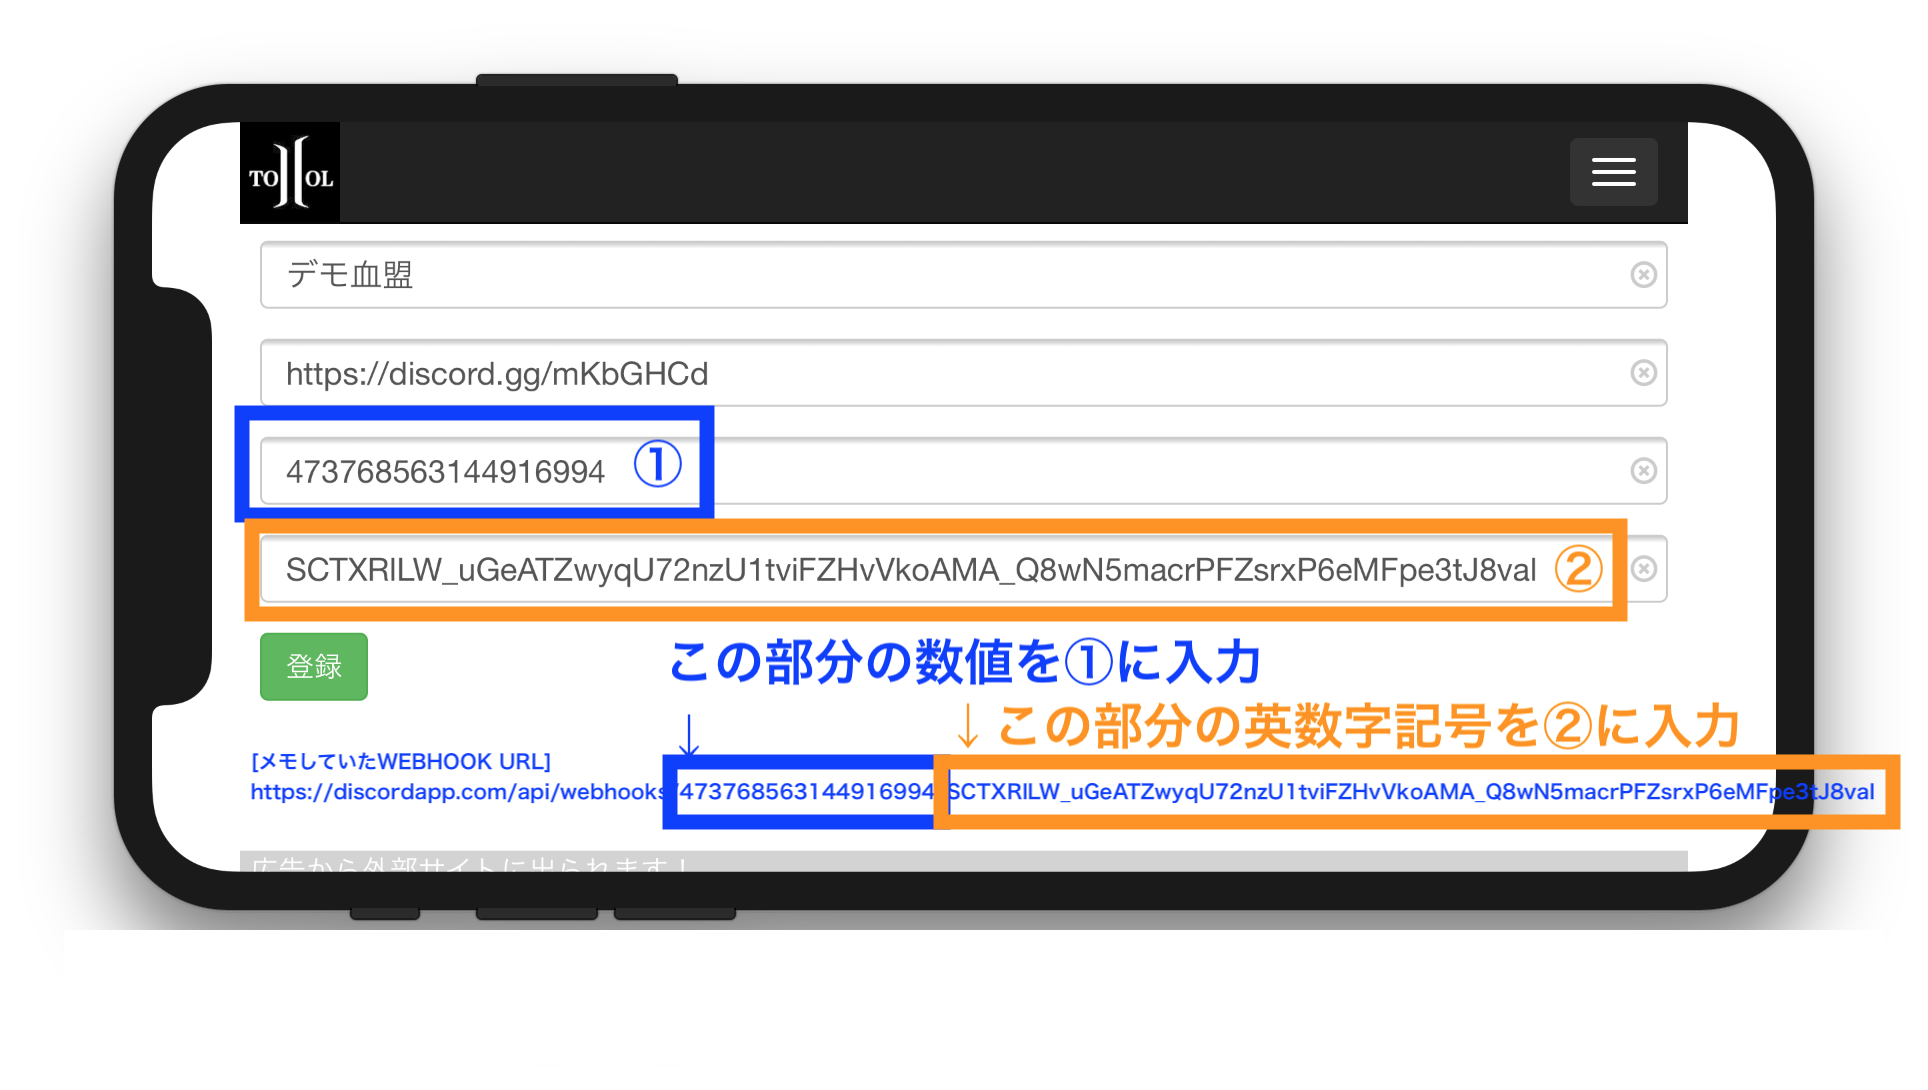 TO OL
デモ血盟
https://discord.gg/mKbGHCd
473768563144916994 ①
SCTXRlLW_uGeATZwyqU72nzU1tviFZHvVkoAMA_Q8wN5macrPFZsrxP6eMFpe3tJ8val ②
登録
この部分の数値を①に入力
↓この部分の英数字記号を②に入力
↓
[メモしていたWEBHOOK URL]
https://discordapp.com/api/webhooks/473768563144916994/SCTXRlLW_uGeATZwyqU72nzU1tviFZHvVkoAMA_Q8wN5macrPFZsrxP6eMFpe3tJ8val
広告から外部サイトに出られます！